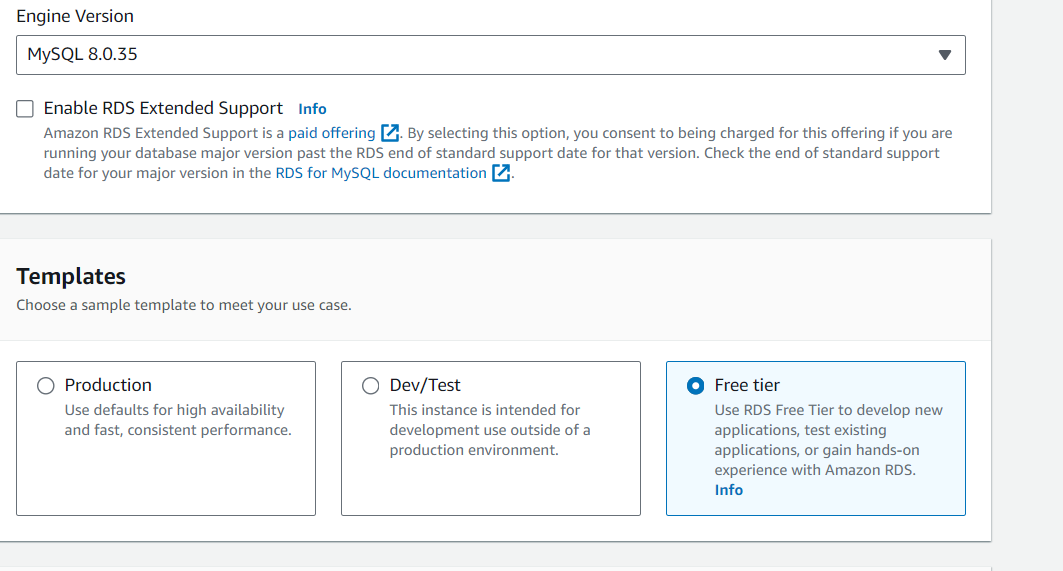 Engine Version
MySQL 8.0.35
Enable RDS Extended Support Info
Amazon RDS Extended Support is a paid offering. By selecting this option, you consent to being charged for this offering if you are
running your database major version past the RDS end of standard support date for that version. Check the end of standard support
date for your major version in the RDS for MySQL documentation.
Templates
Choose a sample template to meet your use case.
Production
Use defaults for high availability
and fast, consistent performance.
Dev/Test
This instance is intended for
development use outside of a
production environment.
Free tier
Use RDS Free Tier to develop new
applications, test existing
applications, or gain hands-on
experience with Amazon RDS.
Info